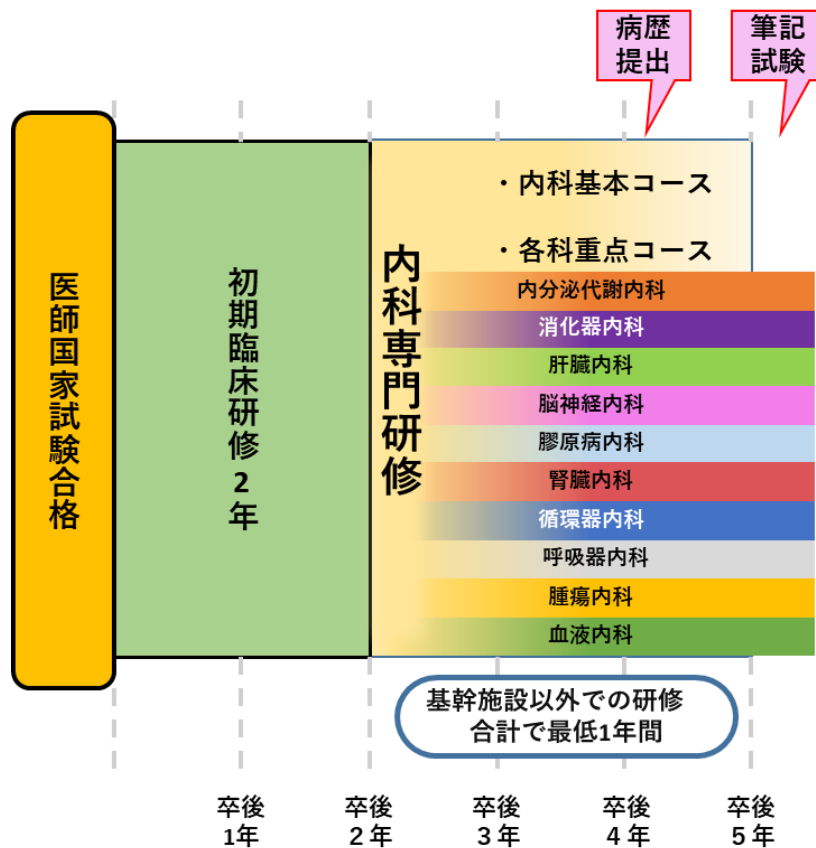 病歴
提出
筆記
試験
医師国家試験合格
初期臨床研修2年
内科専門研修
・内科基本コース
・各科重点コース
内分泌代謝内科
消化器内科
肝臓内科
脳神経内科
膠原病内科
腎臓内科
循環器内科
呼吸器内科
腫瘍内科
血液内科
基幹施設以外での研修
合計で最低1年間
卒後
1年
卒後
2年
卒後
3年
卒後
4年
卒後
5年